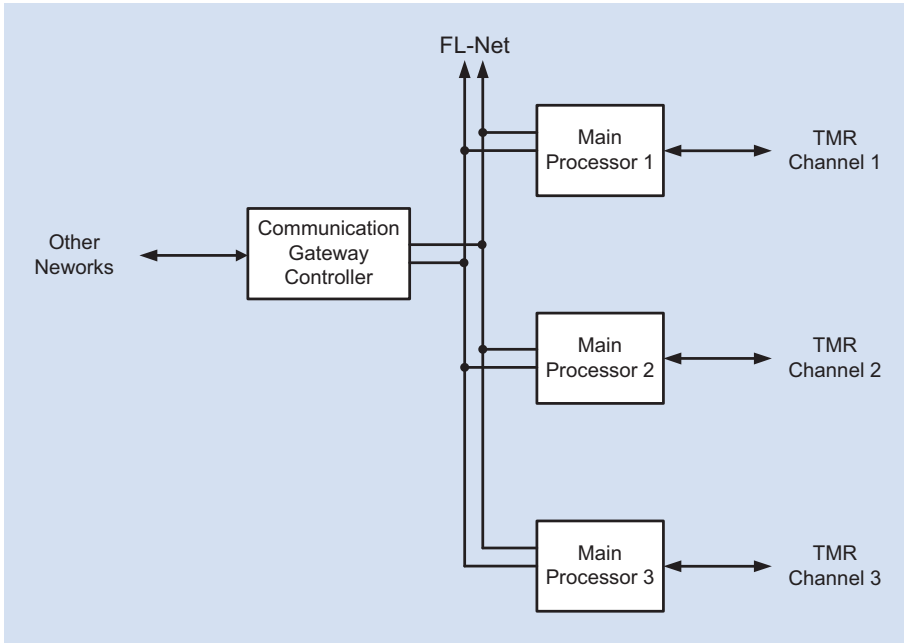 FL-Net
Main
Processor 1
TMR
Channel 1
Communication
Gateway
Controller
Other
Neworks
Main
Processor 2
TMR
Channel 2
Main
Processor 3
TMR
Channel 3